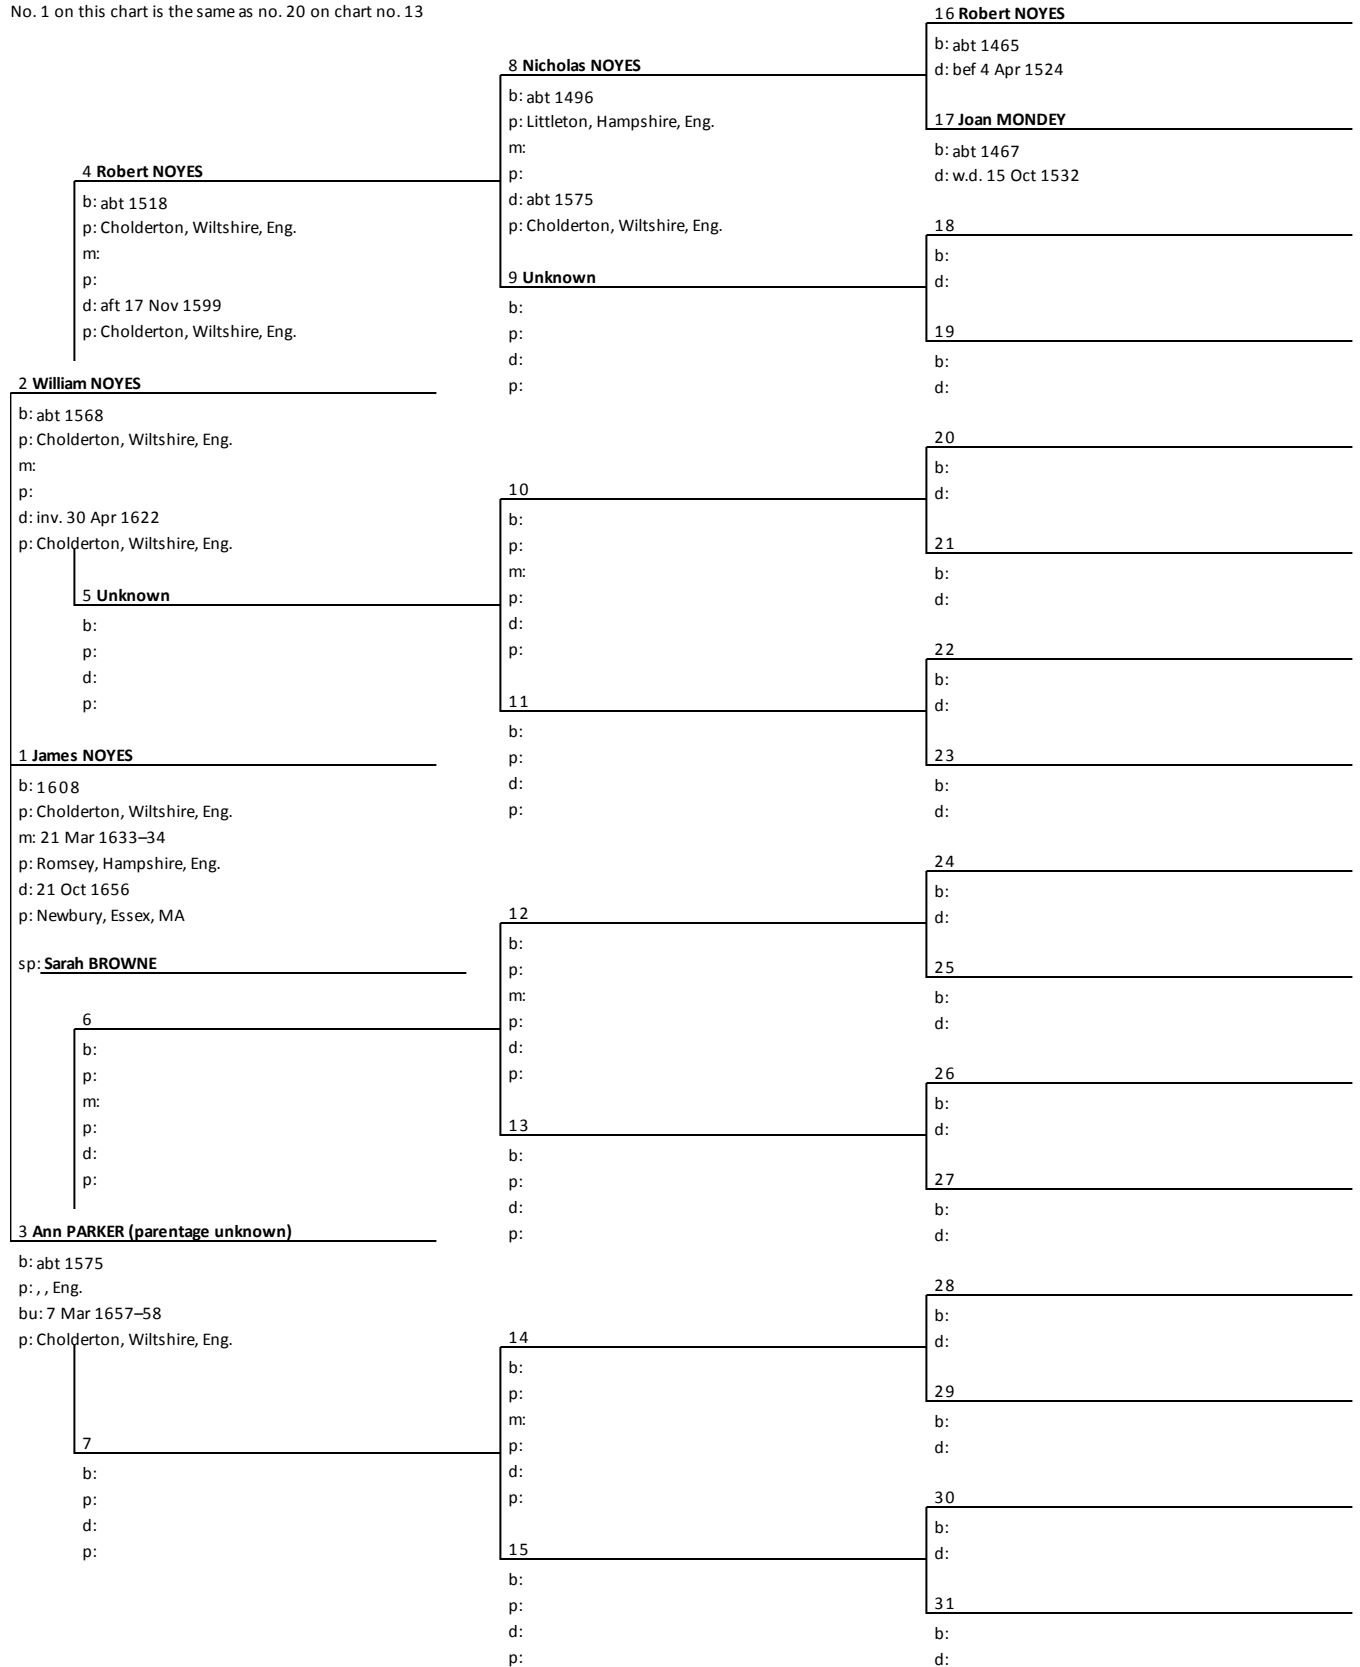 No. 1 on this chart is the same as no. 20 on chart no. 13
2 William NOYES
b: abt 1568
p: Cholderton, Wiltshire, Eng.
m:
p:
d: inv. 30 Apr 1622
p: Cholderton, Wiltshire, Eng.
1 James NOYES
b: 1608
p: Cholderton, Wiltshire, Eng.
m: 21 Mar 1633–34
p: Romsey, Hampshire, Eng.
d: 21 Oct 1656
p: Newbury, Essex, MA
sp: Sarah BROWNE
3 Ann PARKER (parentage unknown)
b: abt 1575
p: , , Eng.
bu: 7 Mar 1657–58
p: Cholderton, Wiltshire, Eng.
4 Robert NOYES
b: abt 1518
p: Cholderton, Wiltshire, Eng.
m:
p:
d: aft 17 Nov 1599
p: Cholderton, Wiltshire, Eng.
5 Unknown
b:
p:
d:
p:
6
b:
p:
m:
p:
d:
p:
7
b:
p:
d:
p:
8 Nicholas NOYES
b: abt 1496
p: Littleton, Hampshire, Eng.
m:
p:
d: abt 1575
p: Cholderton, Wiltshire, Eng.
9 Unknown
b:
p:
d:
p:
10
b:
p:
m:
p:
d:
p:
11
b:
p:
d:
p:
12
b:
p:
m:
p:
d:
p:
13
b:
p:
d:
p:
14
b:
p:
m:
p:
d:
p:
15
b:
p:
d:
p:
16 Robert NOYES
b: abt 1465
d: bef 4 Apr 1524
17 Joan MONDEY
b: abt 1467
d: w.d. 15 Oct 1532
18
b:
d:
19
b:
d:
20
b:
d:
21
b:
d:
22
b:
d:
23
b:
d:
24
b:
d:
25
b:
d:
26
b:
d:
27
b:
d:
28
b:
d:
29
b:
d:
30
b:
d:
31
b:
d: